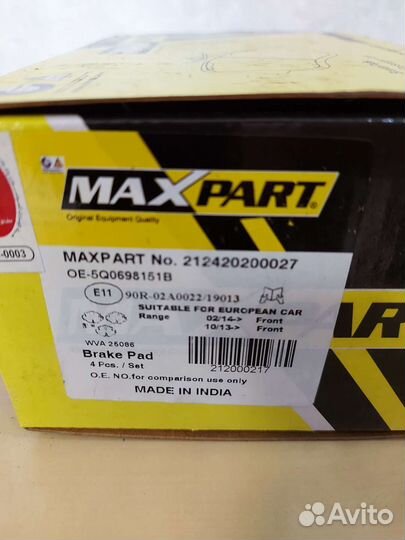 MAXPART
Original Equipment Quality
-0003
MAXPART No. 212420200027
OE-5Q0698151B
E11 90R-02A0022/19013
SUITABLE FOR EUROPEAN CAR
Range 02/14-> Front
10/13-> Front
WVA 25086
Brake Pad
4 Pcs. / Set
212000217
O.E. NO.for comparison use only
MADE IN INDIA
MAXPAR
Avito